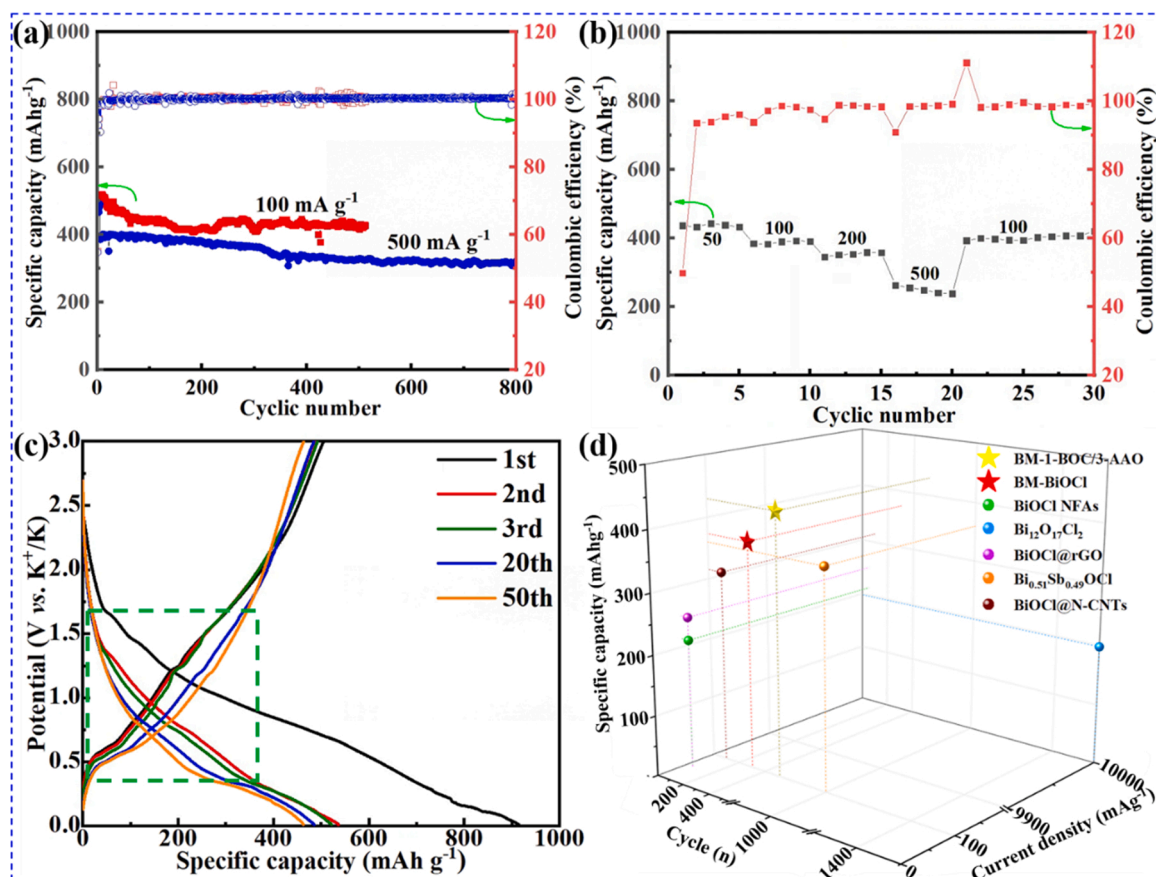 (a)
1000
800
600
400
200
0
Specific capacity (mAhg⁻¹)
100 mA g⁻¹
500 mA g⁻¹
120
100
80
60
40
20
Coulombic efficiency (%)
0 200 400 600 800
Cyclic number
(b)
1000
800
600
400
200
0
Specific capacity (mAhg⁻¹)
50
100
200
500
100
120
100
80
60
40
20
Coulombic efficiency (%)
0 5 10 15 20 25 30
Cyclic number
(c)
3.0
2.5
2.0
1.5
1.0
0.5
0.0
Potential (V vs. K⁺/K)
1st
2nd
3rd
20th
50th
0 200 400 600 800 1000
Specific capacity (mAh g⁻¹)
(d)
500
400
300
200
100
Specific capacity (mAhg⁻¹)
BM-1-BOC/3-AAO
BM-BiOCl
BiOCl NFAs
Bi₁₂O₁₇Cl₂
BiOCl@rGO
Bi₀.₅₁Sb₀.₄₉OCl
BiOCl@N-CNTs
200
400
1000
1400
Cycle (n)
0
100
9900
10000
Current density (mAg⁻¹)